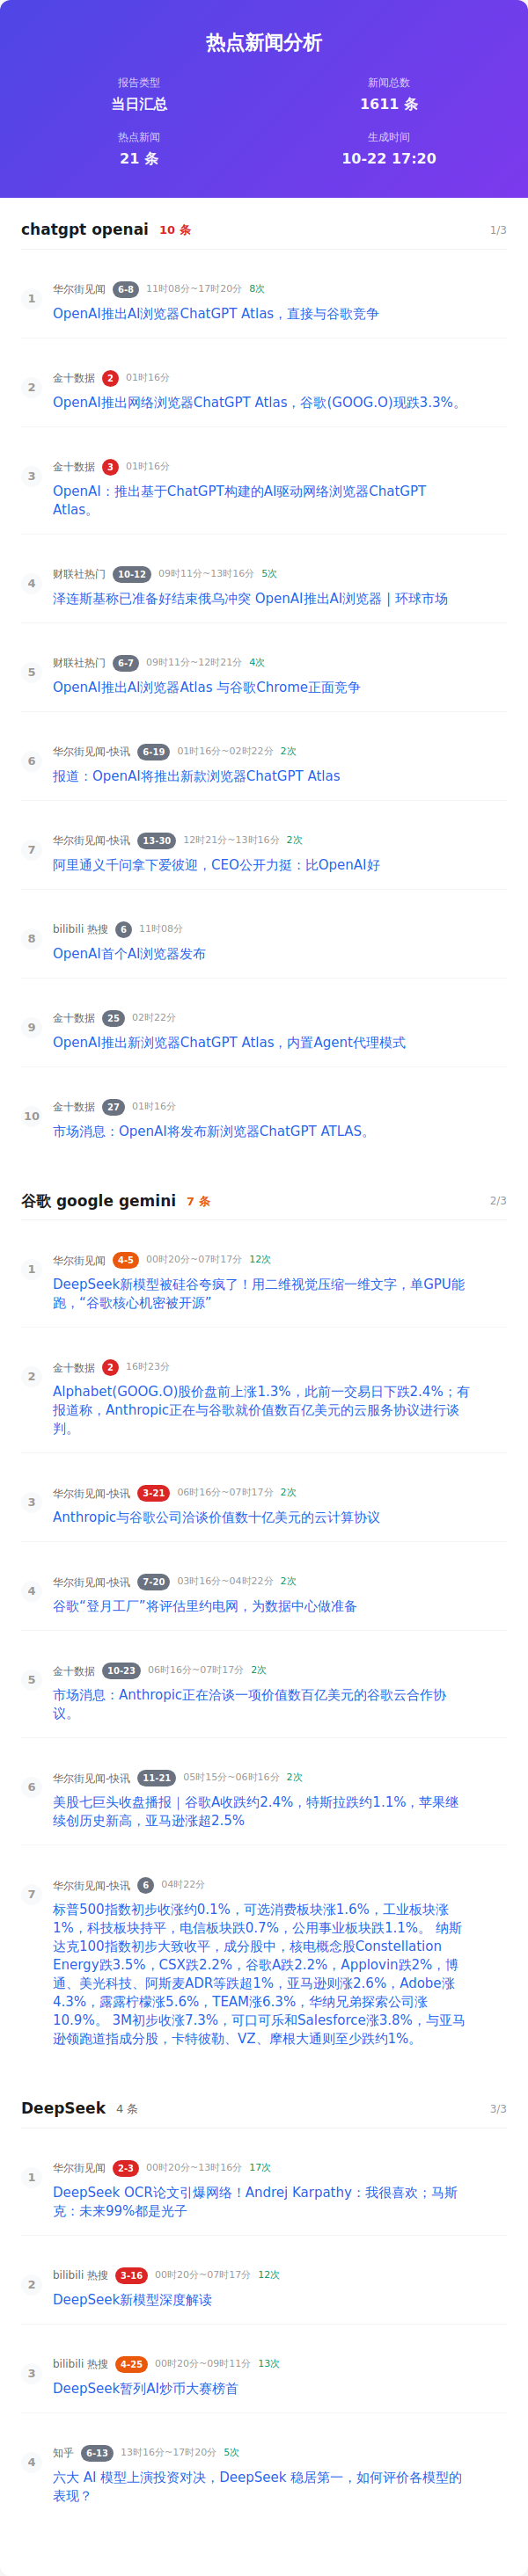 热点新闻分析
报告类型
新闻总数
当日汇总
1611 条
热点新闻
生成时间
21 条
10-22 17:20
chatgpt openai 10 条 1/3
1
华尔街见闻 6-8 11时08分~17时20分 8次
OpenAI推出AI浏览器ChatGPT Atlas，直接与谷歌竞争
2
金十数据 2 01时16分
OpenAI推出网络浏览器ChatGPT Atlas，谷歌(GOOG.O)现跌3.3%。
3
金十数据 3 01时16分
OpenAI：推出基于ChatGPT构建的AI驱动网络浏览器ChatGPT
Atlas。
4
财联社热门 10-12 09时11分~13时16分 5次
泽连斯基称已准备好结束俄乌冲突 OpenAI推出AI浏览器 | 环球市场
5
财联社热门 6-7 09时11分~12时21分 4次
OpenAI推出AI浏览器Atlas 与谷歌Chrome正面竞争
6
华尔街见闻-快讯 6-19 01时16分~02时22分 2次
报道：OpenAI将推出新款浏览器ChatGPT Atlas
7
华尔街见闻-快讯 13-30 12时21分~13时16分 2次
阿里通义千问拿下爱彼迎，CEO公开力挺：比OpenAI好
8
bilibili 热搜 6 11时08分
OpenAI首个AI浏览器发布
9
金十数据 25 02时22分
OpenAI推出新浏览器ChatGPT Atlas，内置Agent代理模式
10
金十数据 27 01时16分
市场消息：OpenAI将发布新浏览器ChatGPT ATLAS。
谷歌 google gemini 7 条 2/3
1
华尔街见闻 4-5 00时20分~07时17分 12次
DeepSeek新模型被硅谷夸疯了！用二维视觉压缩一维文字，单GPU能
跑，“谷歌核心机密被开源”
2
金十数据 2 16时23分
Alphabet(GOOG.O)股价盘前上涨1.3%，此前一交易日下跌2.4%；有
报道称，Anthropic正在与谷歌就价值数百亿美元的云服务协议进行谈
判。
3
华尔街见闻-快讯 3-21 06时16分~07时17分 2次
Anthropic与谷歌公司洽谈价值数十亿美元的云计算协议
4
华尔街见闻-快讯 7-20 03时16分~04时22分 2次
谷歌“登月工厂”将评估里约电网，为数据中心做准备
5
金十数据 10-23 06时16分~07时17分 2次
市场消息：Anthropic正在洽谈一项价值数百亿美元的谷歌云合作协
议。
6
华尔街见闻-快讯 11-21 05时15分~06时16分 2次
美股七巨头收盘播报｜谷歌A收跌约2.4%，特斯拉跌约1.1%，苹果继
续创历史新高，亚马逊涨超2.5%
7
华尔街见闻-快讯 6 04时22分
标普500指数初步收涨约0.1%，可选消费板块涨1.6%，工业板块涨
1%，科技板块持平，电信板块跌0.7%，公用事业板块跌1.1%。 纳斯
达克100指数初步大致收平，成分股中，核电概念股Constellation
Energy跌3.5%，CSX跌2.2%，谷歌A跌2.2%，Applovin跌2%，博
通、美光科技、阿斯麦ADR等跌超1%，亚马逊则涨2.6%，Adobe涨
4.3%，露露柠檬涨5.6%，TEAM涨6.3%，华纳兄弟探索公司涨
10.9%。 3M初步收涨7.3%，可口可乐和Salesforce涨3.8%，与亚马
逊领跑道指成分股，卡特彼勒、VZ、摩根大通则至少跌约1%。
DeepSeek 4 条 3/3
1
华尔街见闻 2-3 00时20分~13时16分 17次
DeepSeek OCR论文引爆网络！Andrej Karpathy：我很喜欢；马斯
克：未来99%都是光子
2
bilibili 热搜 3-16 00时20分~07时17分 12次
DeepSeek新模型深度解读
3
bilibili 热搜 4-25 00时20分~09时11分 13次
DeepSeek暂列AI炒币大赛榜首
4
知乎 6-13 13时16分~17时20分 5次
六大 AI 模型上演投资对决，DeepSeek 稳居第一，如何评价各模型的
表现？